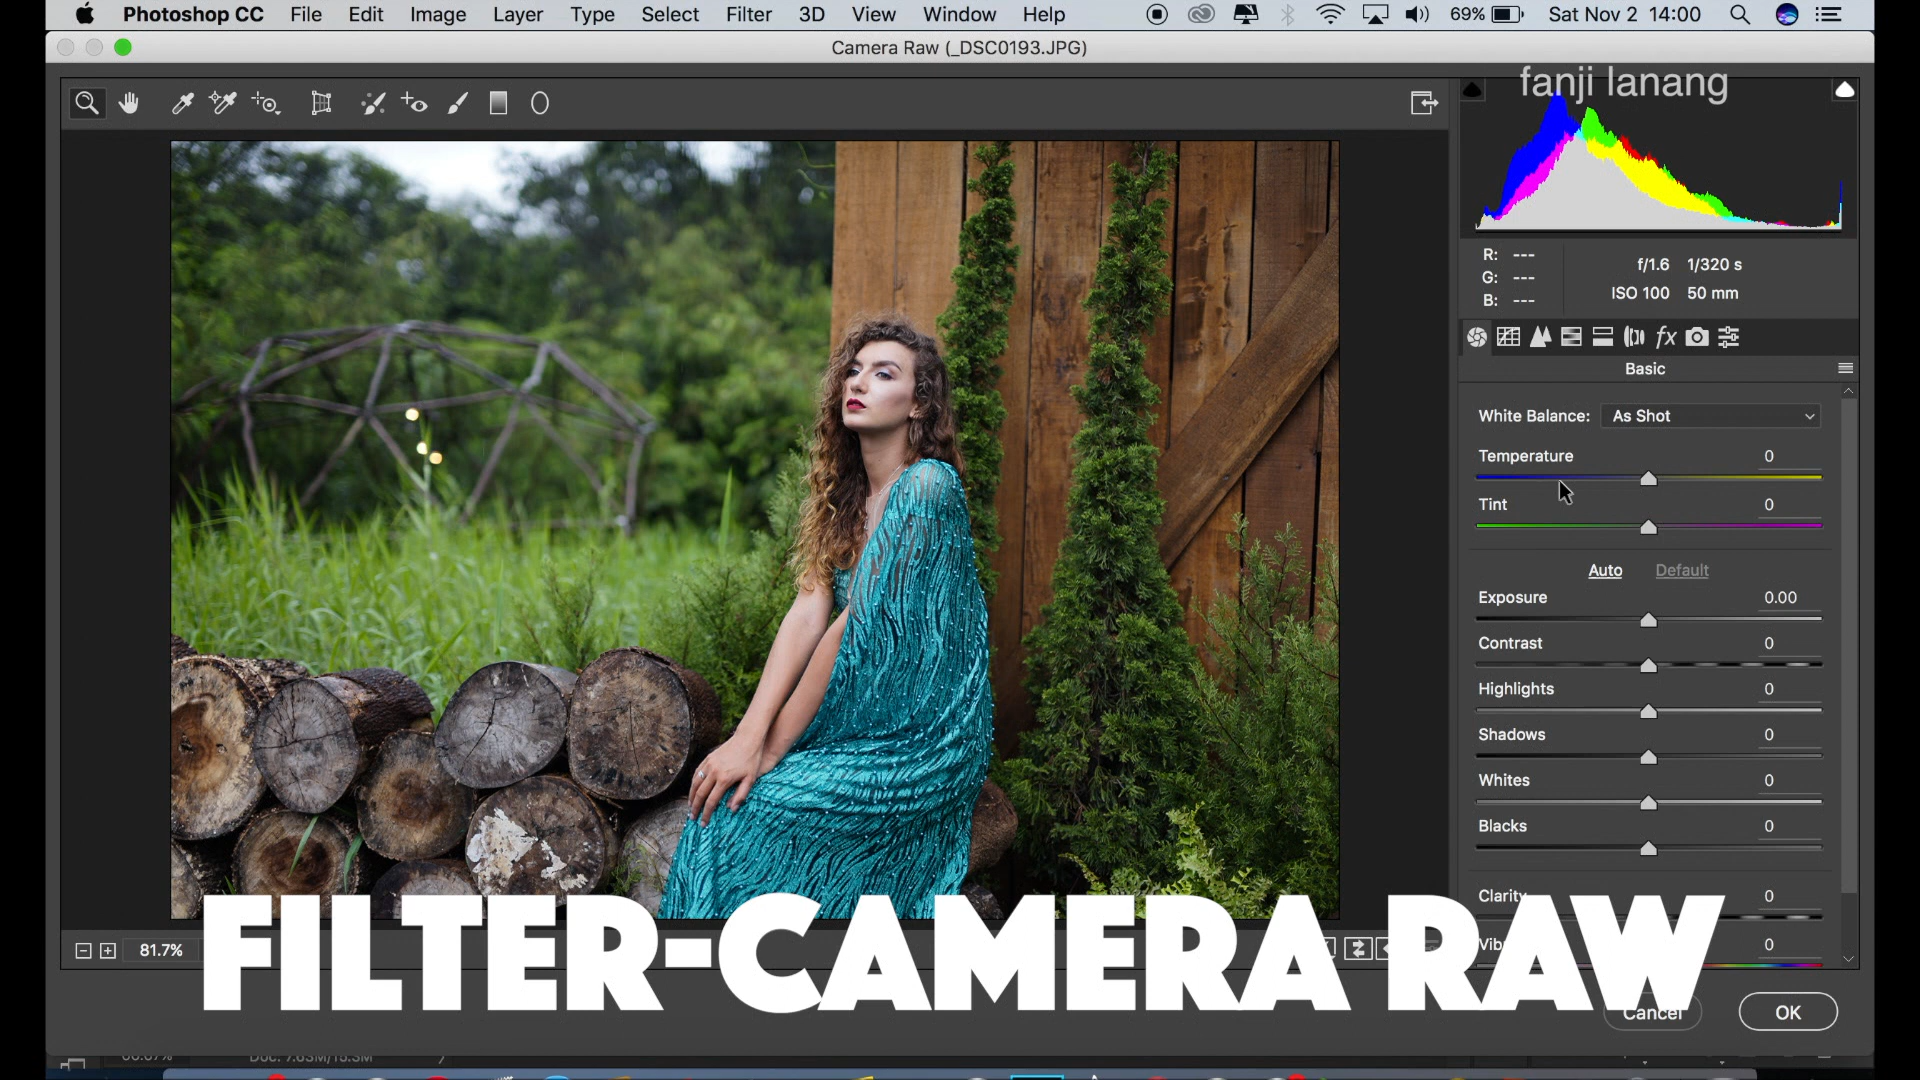 Photoshop CC File Edit Image Layer Type Select Filter 3D View Window Help 69% Sat Nov 2 14:00
Camera Raw (_DSC0193.JPG)
fanji lanang
R: ---
G: ---
B: ---
f/1.6 1/320 s
ISO 100 50 mm
fx
Basic
White Balance: As Shot
Temperature 0
Tint 0
Auto Default
Exposure 0.00
Contrast 0
Highlights 0
Shadows 0
Whites 0
Blacks 0
Clarity 0
0
81.7%
FILTER-CAMERA RAW
Cancel OK